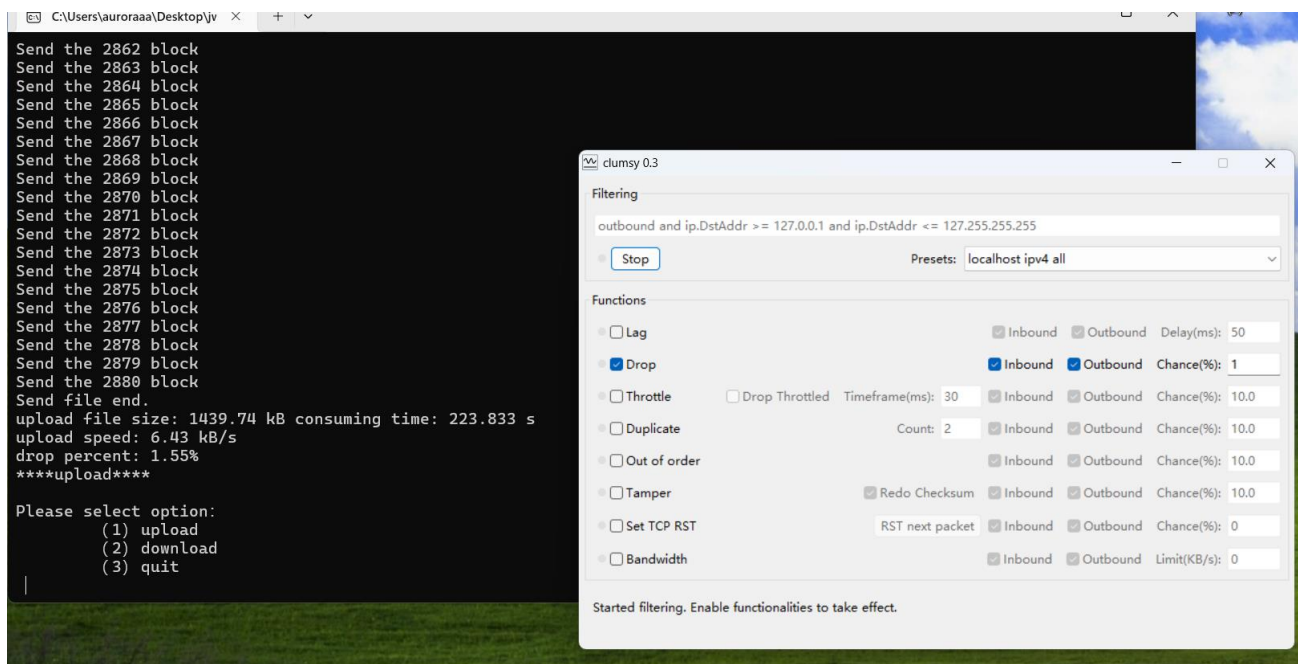 C:\Users\auroraaa\Desktop\jv
Send the 2862 block
Send the 2863 block
Send the 2864 block
Send the 2865 block
Send the 2866 block
Send the 2867 block
Send the 2868 block
Send the 2869 block
Send the 2870 block
Send the 2871 block
Send the 2872 block
Send the 2873 block
Send the 2874 block
Send the 2875 block
Send the 2876 block
Send the 2877 block
Send the 2878 block
Send the 2879 block
Send the 2880 block
Send file end.
upload file size: 1439.74 kB consuming time: 223.833 s
upload speed: 6.43 kB/s
drop percent: 1.55%
****upload****
Please select option:
(1) upload
(2) download
(3) quit
clumsy 0.3
Filtering
outbound and ip.DstAddr >= 127.0.0.1 and ip.DstAddr <= 127.255.255.255
Stop Presets: localhost ipv4 all
Functions
Lag Inbound Outbound Delay(ms): 50
Drop Inbound Outbound Chance(%): 1
Throttle Drop Throttled Timeframe(ms): 30 Inbound Outbound Chance(%): 10.0
Duplicate Count: 2 Inbound Outbound Chance(%): 10.0
Out of order Inbound Outbound Chance(%): 10.0
Tamper Redo Checksum Inbound Outbound Chance(%): 10.0
Set TCP RST RST next packet Inbound Outbound Chance(%): 0
Bandwidth Inbound Outbound Limit(KB/s): 0
Started filtering. Enable functionalities to take effect.